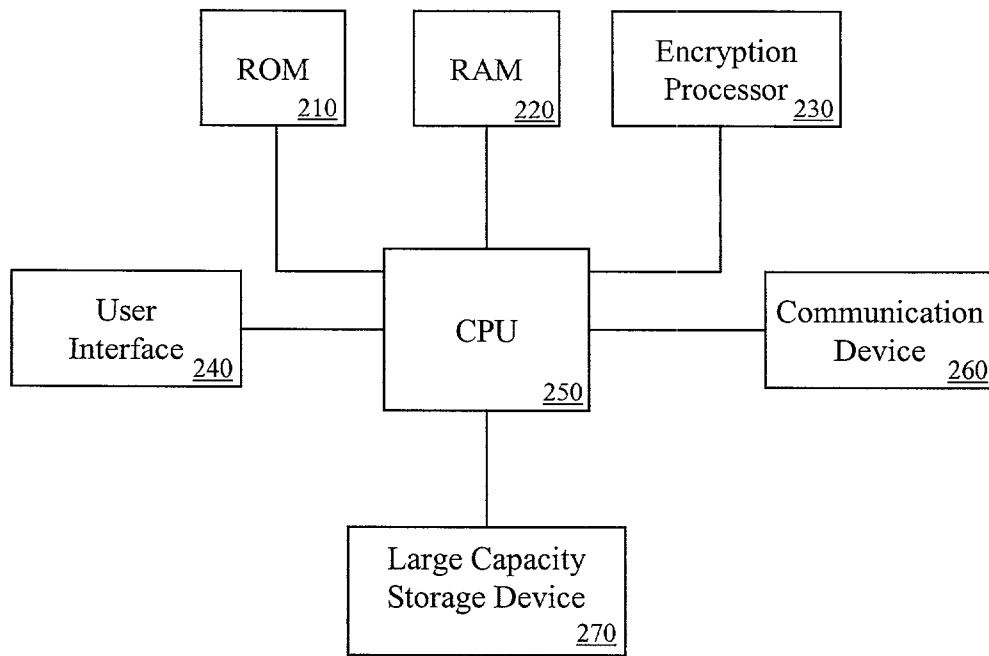 ROM
210
RAM
220
Encryption
Processor
230
User
Interface
240
CPU
250
Communication
Device
260
Large Capacity
Storage Device
270